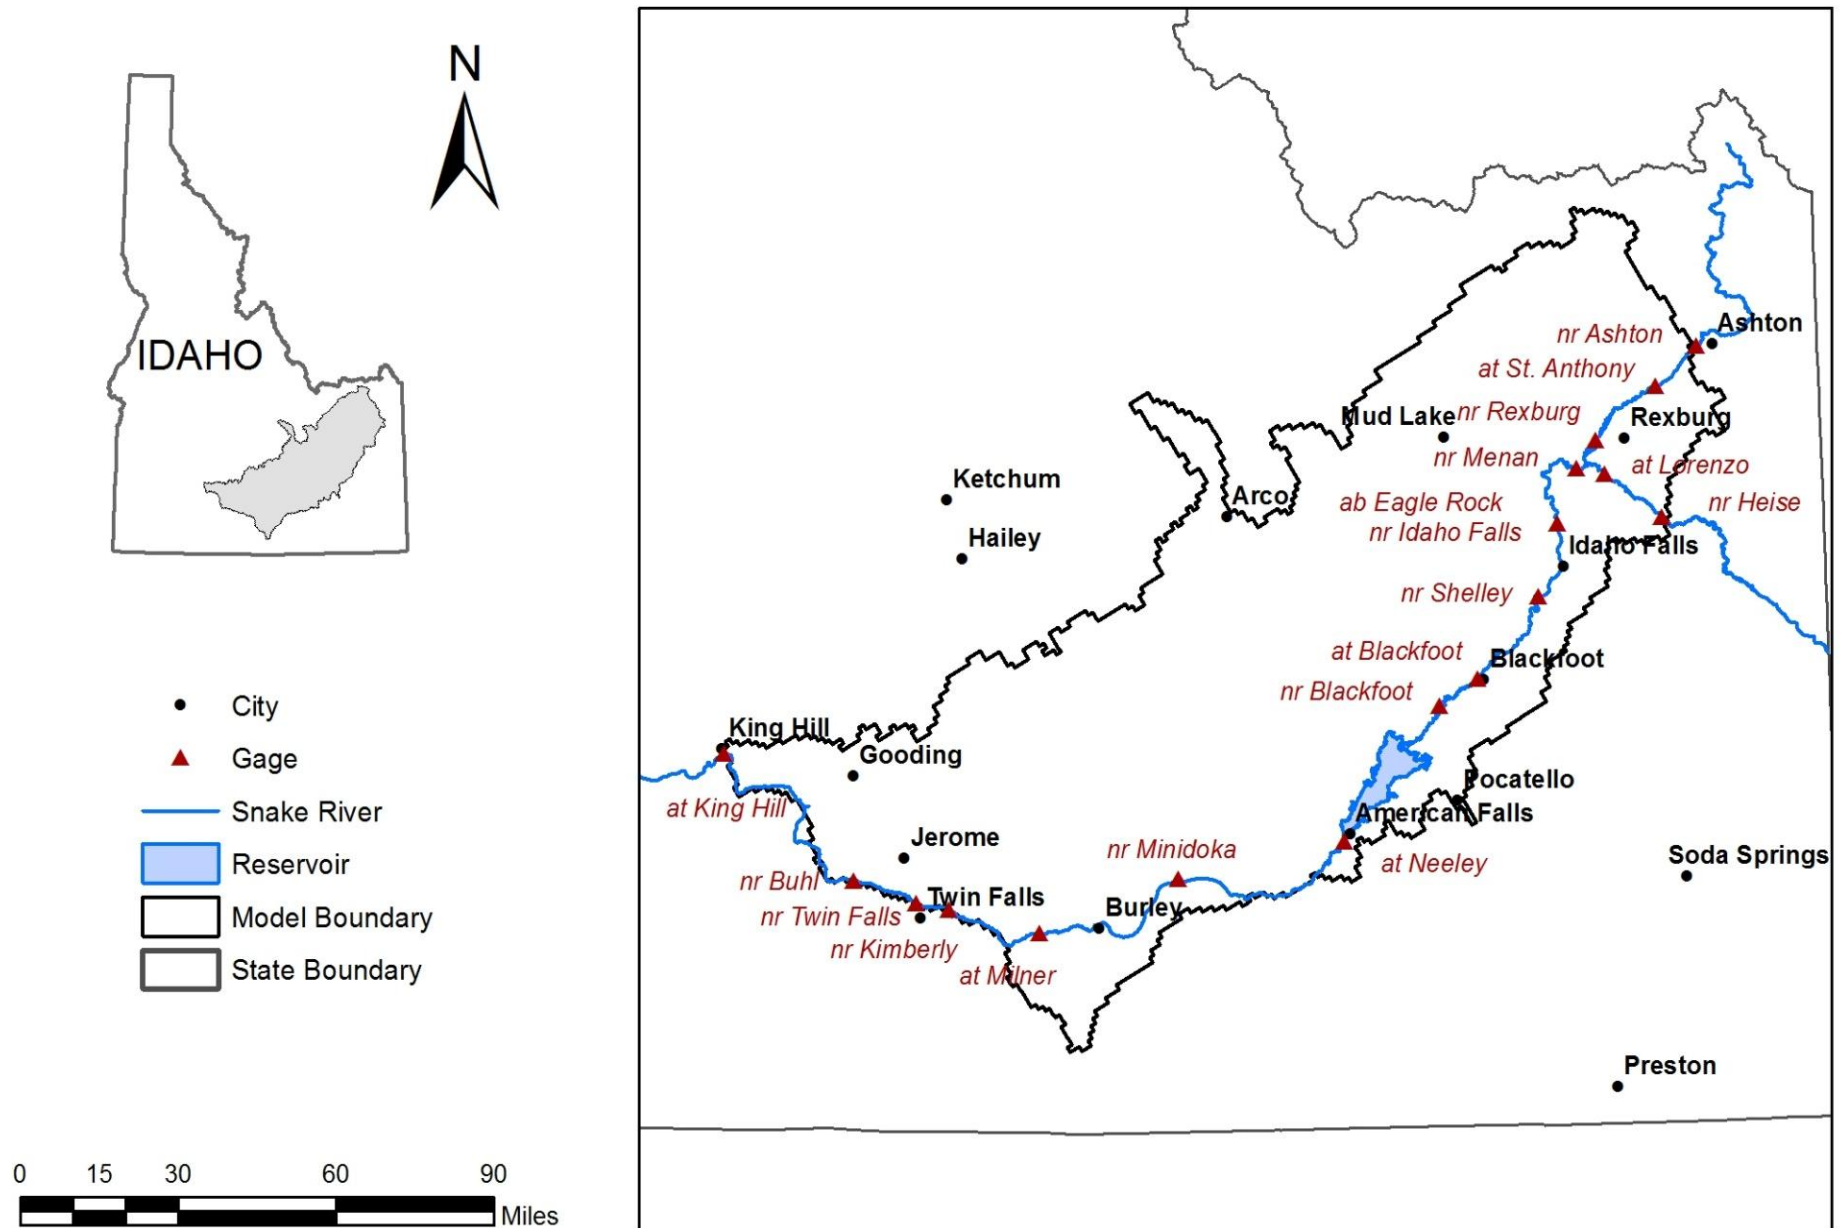 N
IDAHO
City
Gage
Snake River
Reservoir
Model Boundary
State Boundary
0 15 30 60 90
Miles
Ashton
nr Ashton
at St. Anthony
Mud Lake
nr Rexburg
Rexburg
nr Menan
at Lorenzo
Ketchum
Arco
ab Eagle Rock
nr Heise
nr Idaho Falls
Hailey
Idaho Falls
nr Shelley
at Blackfoot
Blackfoot
nr Blackfoot
King Hill
Gooding
Pocatello
at King Hill
American Falls
Jerome
nr Minidoka
at Neeley
Soda Springs
nr Buhl
Twin Falls
Burley
nr Twin Falls
nr Kimberly
at Milner
Preston